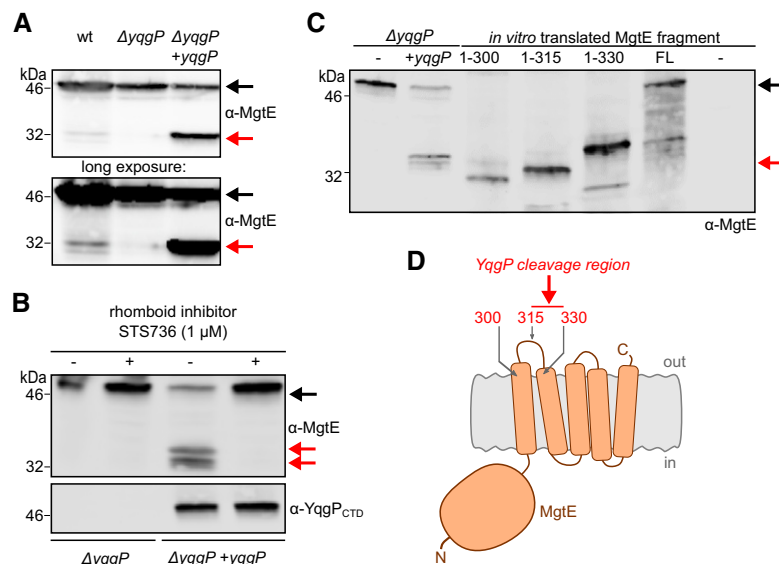 A
wt ΔyqgP ΔyqgP
+yqgP
kDa
46
α-MgtE
32
long exposure:
46
α-MgtE
32
B
rhomboid inhibitor
STS736 (1 µM)
- + - +
kDa
46
α-MgtE
32
46
α-YqgPCTD
ΔyqgP ΔyqgP +yqgP
C
ΔyqgP in vitro translated MgtE fragment
- +yqgP 1-300 1-315 1-330 FL -
kDa
46
32
α-MgtE
D
YqgP cleavage region
300 315 330
C
out
in
MgtE
N